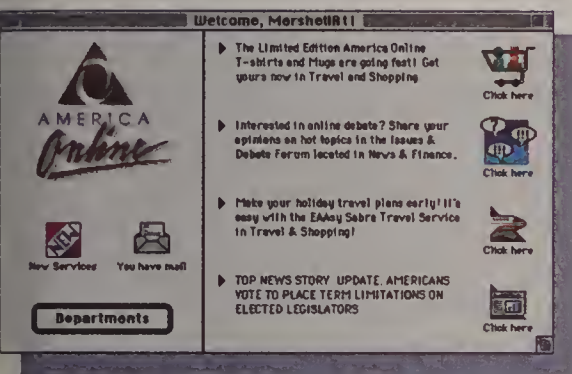 Welcome, MarshallR11
AMERICA
Online
New Services
You have mail
Departments
The Limited Edition America Online
T-shirts and Mugs are going fast! Get
yours now in Travel and Shopping.
Click here
Interested in online debate? Share your
opinions on hot topics in the Issues &
Debate Forum located in News & Finance.
Click here
Make your holiday travel plans early! It's
easy with the EAAsy Sabre Travel Service
in Travel & Shopping!
Click here
TOP NEWS STORY UPDATE. AMERICANS
VOTE TO PLACE TERM LIMITATIONS ON
ELECTED LEGISLATORS
Click here